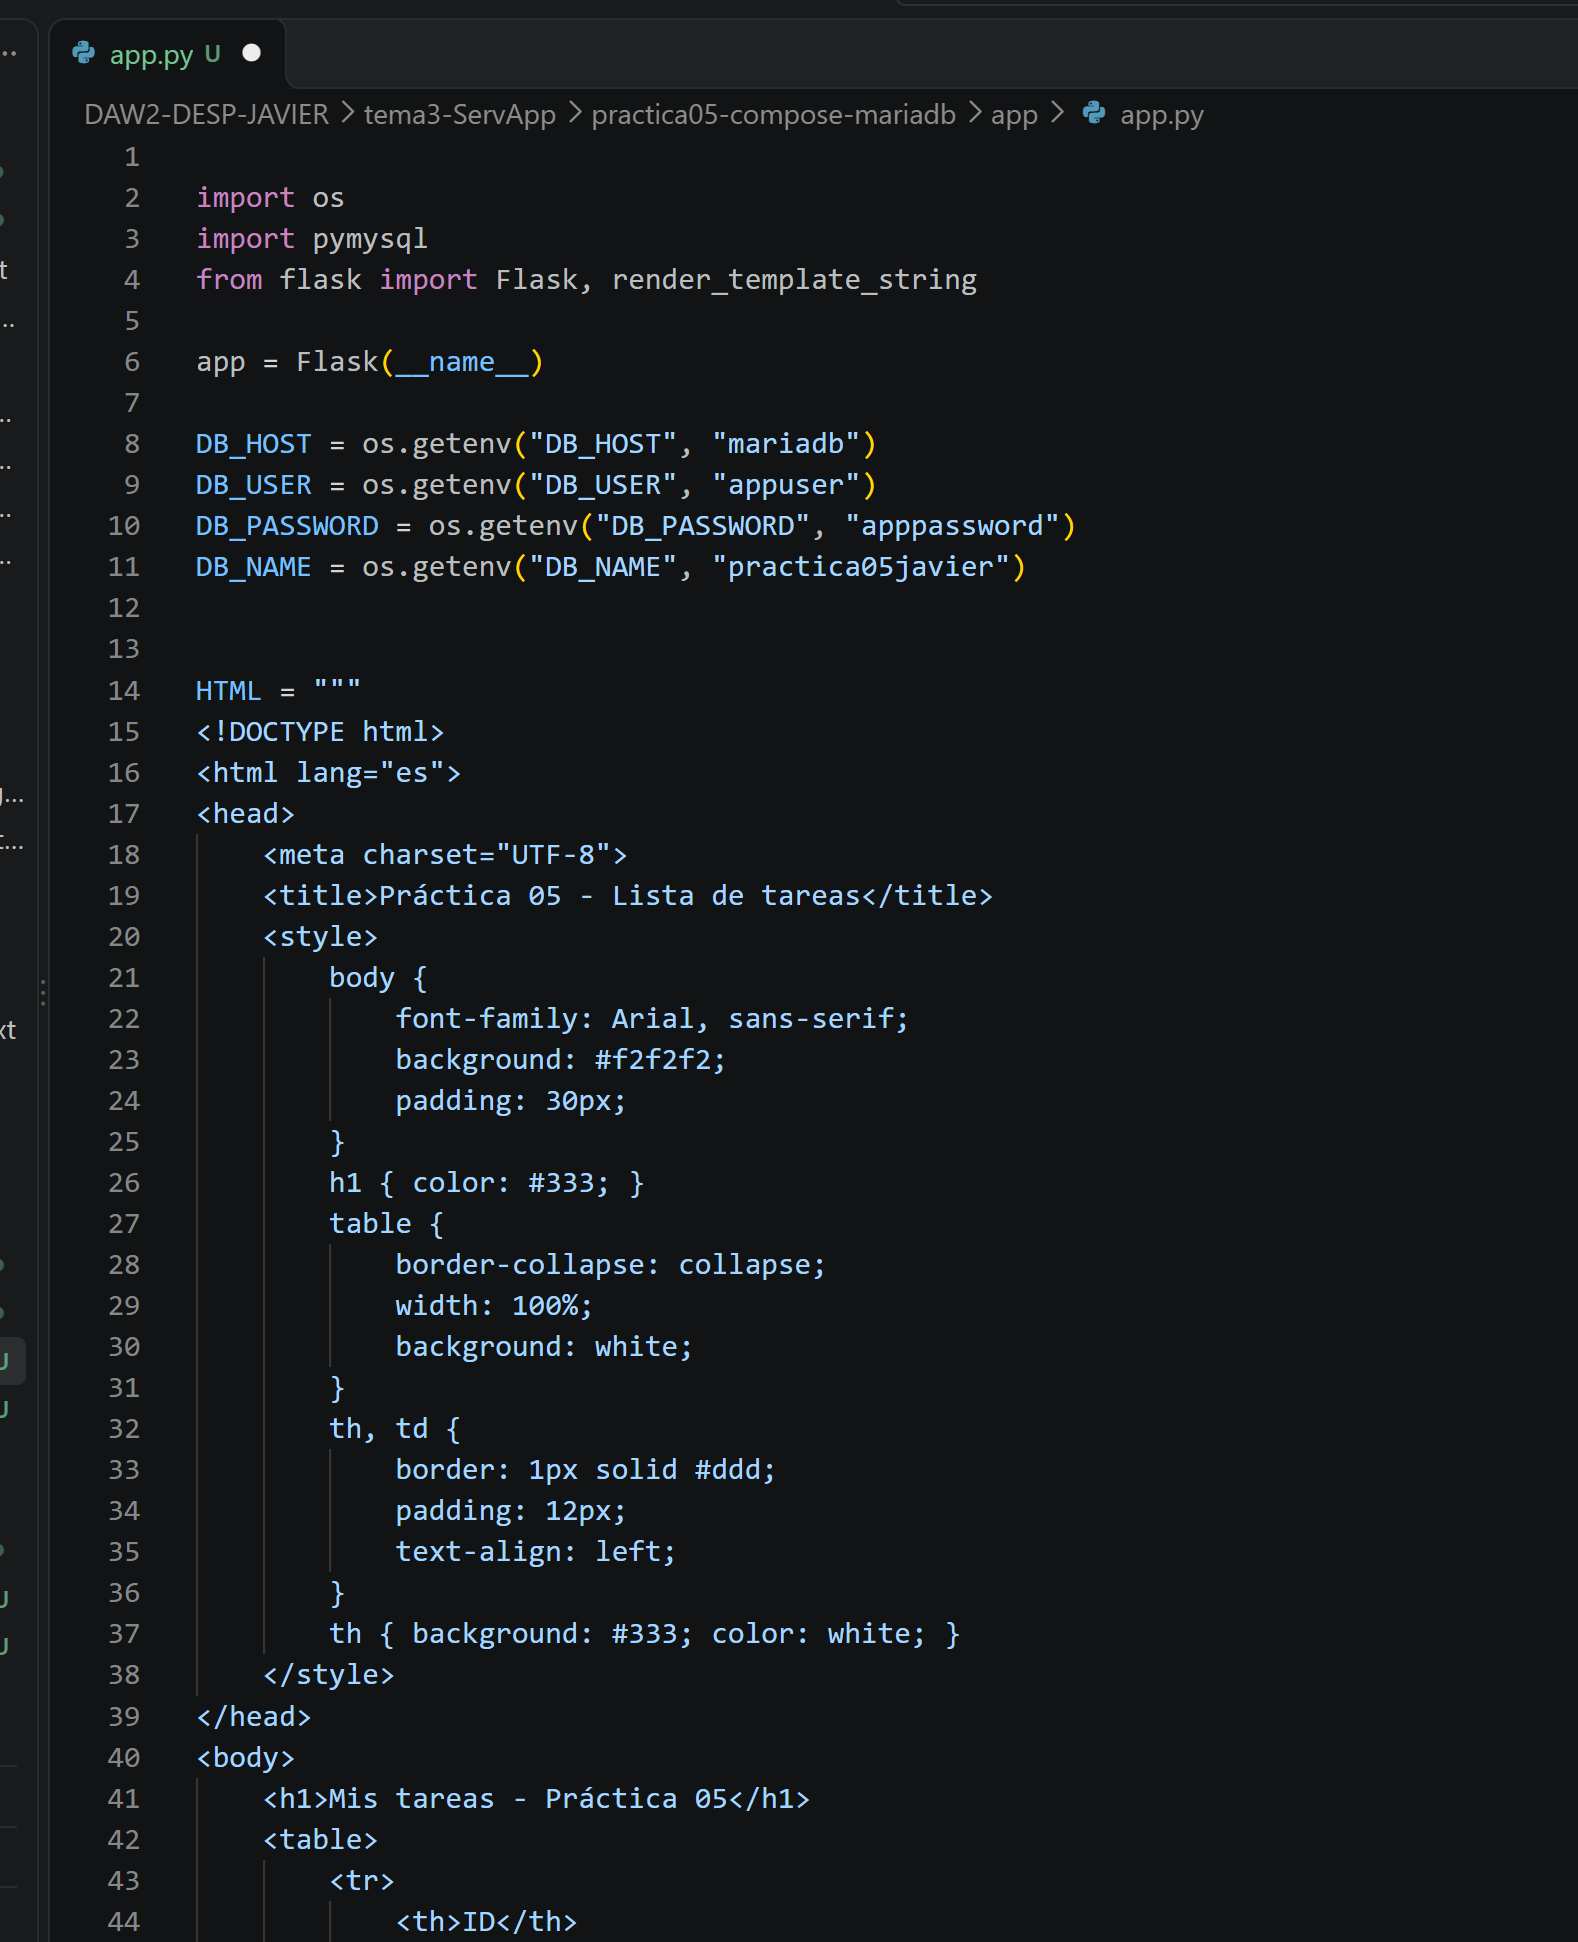 app.py U
DAW2-DESP-JAVIER > tema3-ServApp > practica05-compose-mariadb > app > app.py
1
2 import os
3 import pymysql
4 from flask import Flask, render_template_string
5
6 app = Flask(__name__)
7
8 DB_HOST = os.getenv("DB_HOST", "mariadb")
9 DB_USER = os.getenv("DB_USER", "appuser")
10 DB_PASSWORD = os.getenv("DB_PASSWORD", "apppassword")
11 DB_NAME = os.getenv("DB_NAME", "practica05javier")
12
13
14 HTML = """
15 <!DOCTYPE html>
16 <html lang="es">
17 <head>
18     <meta charset="UTF-8">
19     <title>Práctica 05 - Lista de tareas</title>
20     <style>
21         body {
22             font-family: Arial, sans-serif;
23             background: #f2f2f2;
24             padding: 30px;
25         }
26         h1 { color: #333; }
27         table {
28             border-collapse: collapse;
29             width: 100%;
30             background: white;
31         }
32         th, td {
33             border: 1px solid #ddd;
34             padding: 12px;
35             text-align: left;
36         }
37         th { background: #333; color: white; }
38     </style>
39 </head>
40 <body>
41     <h1>Mis tareas - Práctica 05</h1>
42     <table>
43         <tr>
44             <th>ID</th>